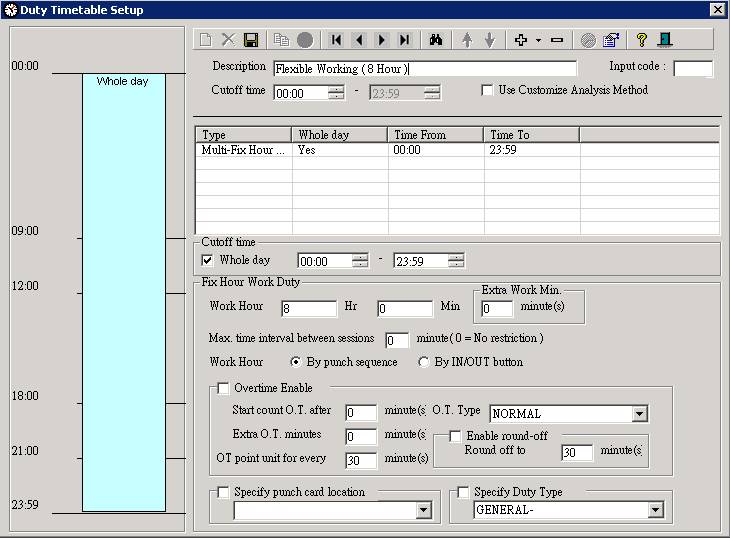 Duty Timetable Setup
00:00
Whole day
09:00
12:00
18:00
21:00
23:59
Description Flexible Working ( 8 Hour ) Input code :
Cutoff time 00:00 - 23:59 Use Customize Analysis Method
Type Whole day Time From Time To
Multi-Fix Hour ... Yes 00:00 23:59
Cutoff time
Whole day 00:00 - 23:59
Fix Hour Work Duty
Extra Work Min.
Work Hour 8 Hr 0 Min 0 minute(s)
Max. time interval between sessions 0 minute( 0 = No restriction )
Work Hour By punch sequence By IN/OUT button
Overtime Enable
Start count O.T. after 0 minute(s O.T. Type NORMAL
Extra O.T. minutes 0 minute(s Enable round-off
OT point unit for every 30 minute(s) Round off to 30 minute(s
Specify punch card location Specify Duty Type
GENERAL-